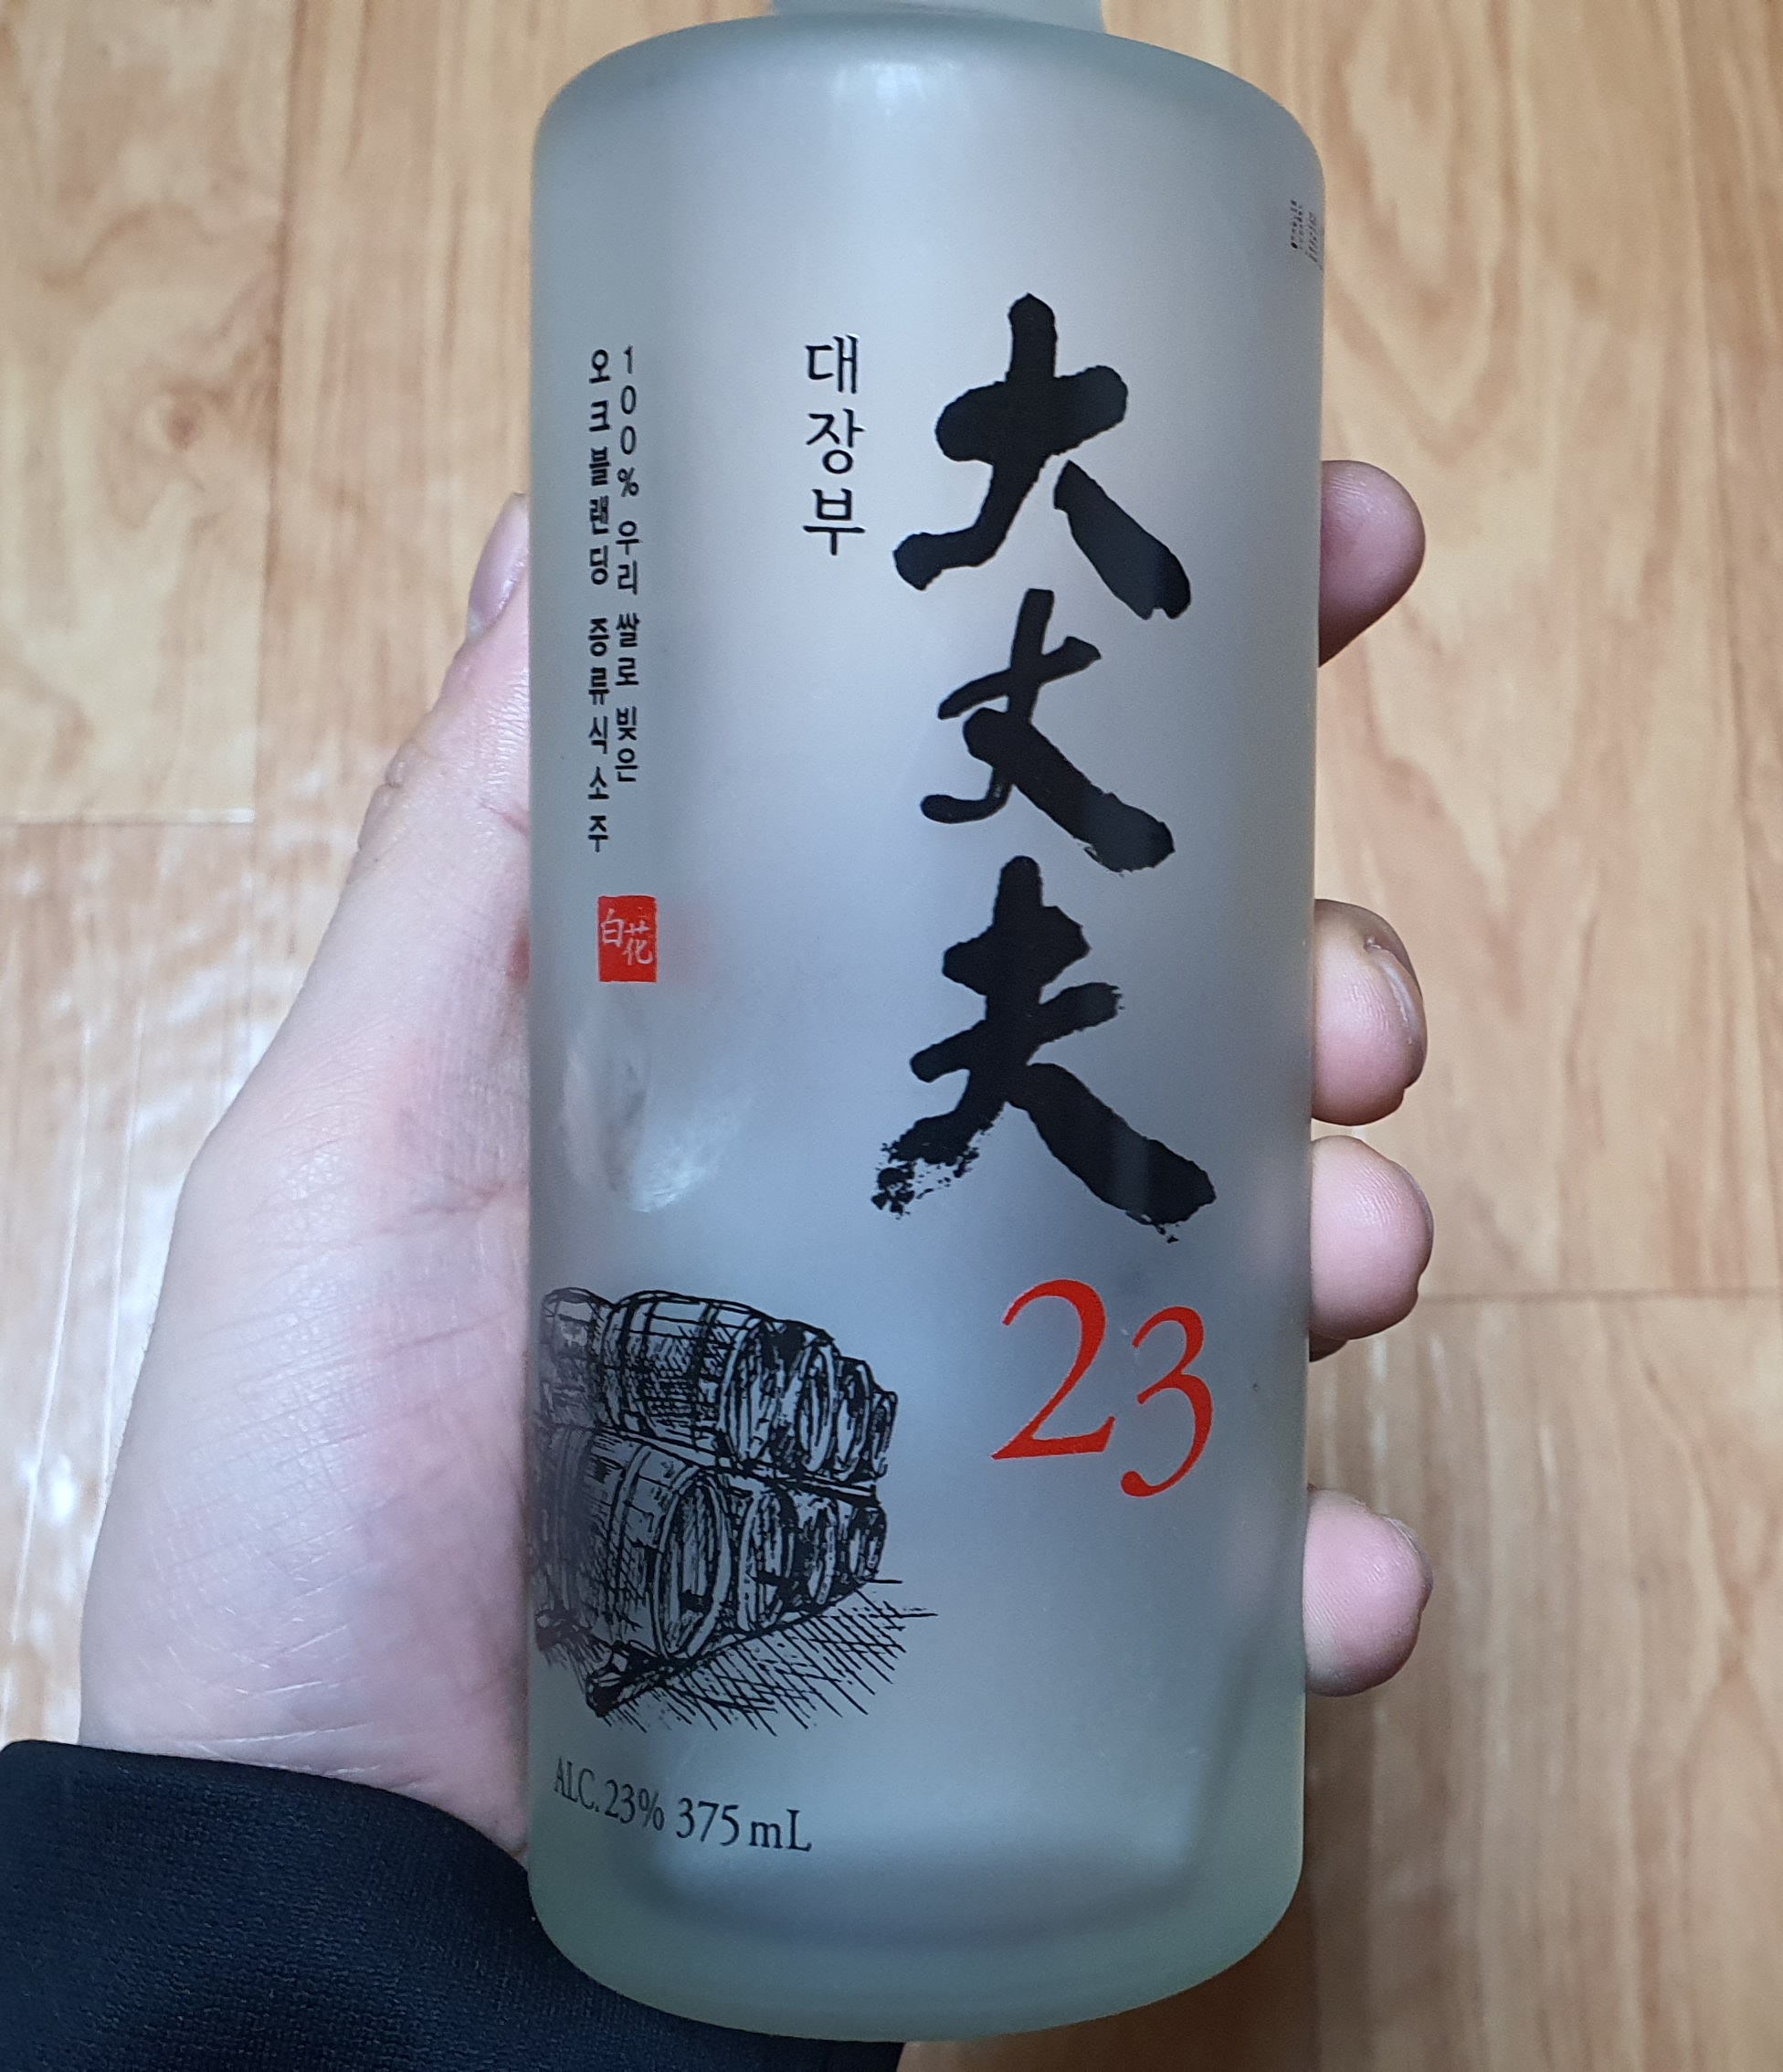 大丈夫
23
대장부
100% 우리 쌀로 빚은
오크블렌딩 증류식소주
白花
ALC.23% 375mL